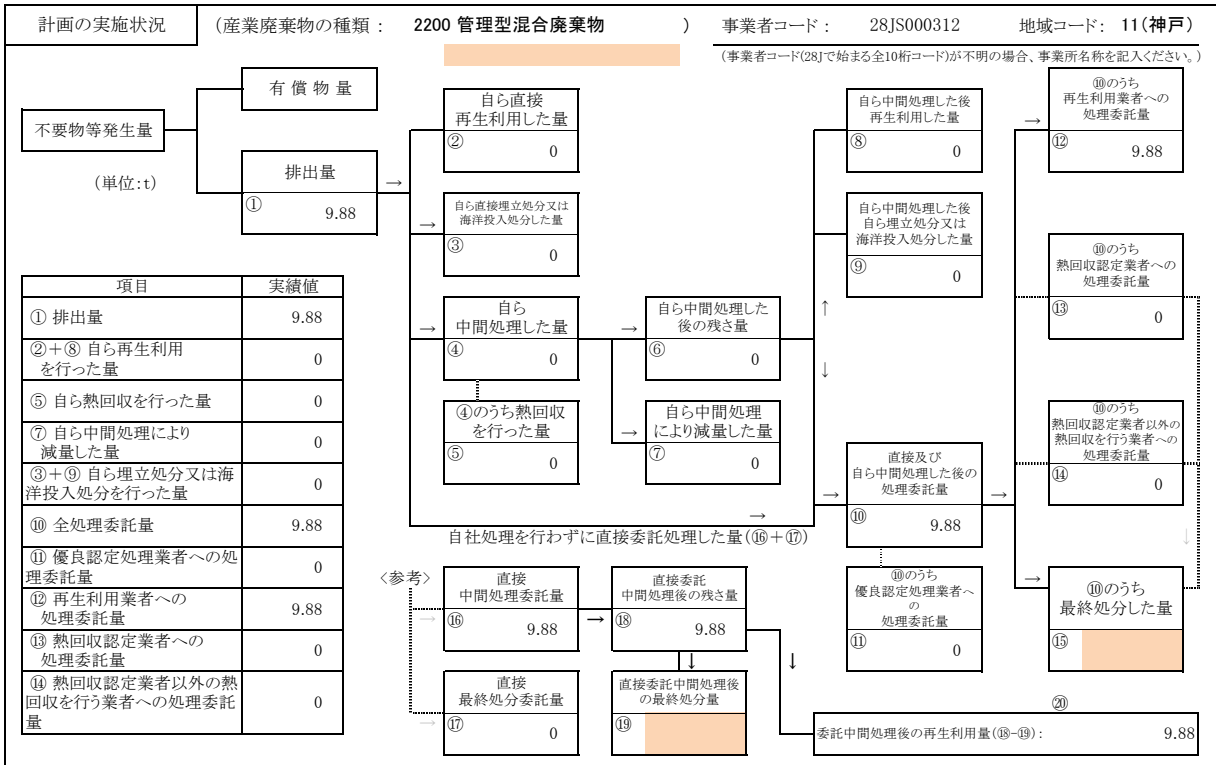 計画の実施状況 (産業廃棄物の種類： 2200 管理型混合廃棄物 ) 事業者コード： 28JS000312 地域コード： 11(神戸)
(事業者コード(28Jで始まる全10桁コード)が不明の場合、事業所名称を記入ください。)
不要物等発生量
(単位:t)
有償物量
排出量
① 9.88
→
自ら直接
再生利用した量
② 0
→
自ら直接埋立処分又は
海洋投入処分した量
③ 0
→
自ら
中間処理した量
④ 0
④のうち熱回収
を行った量
⑤ 0
→
自ら中間処理した
後の残さ量
⑥ 0
→
自ら中間処理
により減量した量
⑦ 0
自ら中間処理した後
再生利用した量
⑧ 0
自ら中間処理した後
自ら埋立処分又は
海洋投入処分した量
⑨ 0
↑
↓
→
直接及び
自ら中間処理した後の
処理委託量
⑩ 9.88
→
⑩のうち
優良認定処理業者へ
の
処理委託量
⑪ 0
→
⑩のうち
再生利用業者への
処理委託量
⑫ 9.88
⑩のうち
熱回収認定業者への
処理委託量
⑬ 0
⑩のうち
熱回収認定業者以外の
熱回収を行う業者への
処理委託量
⑭ 0
↓
→
⑩のうち
最終処分した量
⑮
→
自社処理を行わずに直接委託処理した量(⑯＋⑰)
項目 実績値
① 排出量 9.88
②＋⑧ 自ら再生利用
を行った量 0
⑤ 自ら熱回収を行った量 0
⑦ 自ら中間処理により
減量した量 0
③＋⑨ 自ら埋立処分又は海
洋投入処分を行った量 0
⑩ 全処理委託量 9.88
⑪ 優良認定処理業者への処
理委託量 0
⑫ 再生利用業者への
処理委託量 9.88
⑬ 熱回収認定業者への
処理委託量 0
⑭ 熱回収認定業者以外の熱
回収を行う業者への処理委託
量 0
〈参考〉
→
直接
中間処理委託量
⑯ 9.88
→
直接委託
中間処理後の残さ量
⑱ 9.88
→
直接
最終処分委託量
⑰ 0
↓
直接委託中間処理後
の最終処分量
⑲
↓
⑳
委託中間処理後の再生利用量(⑱-⑲)： 9.88